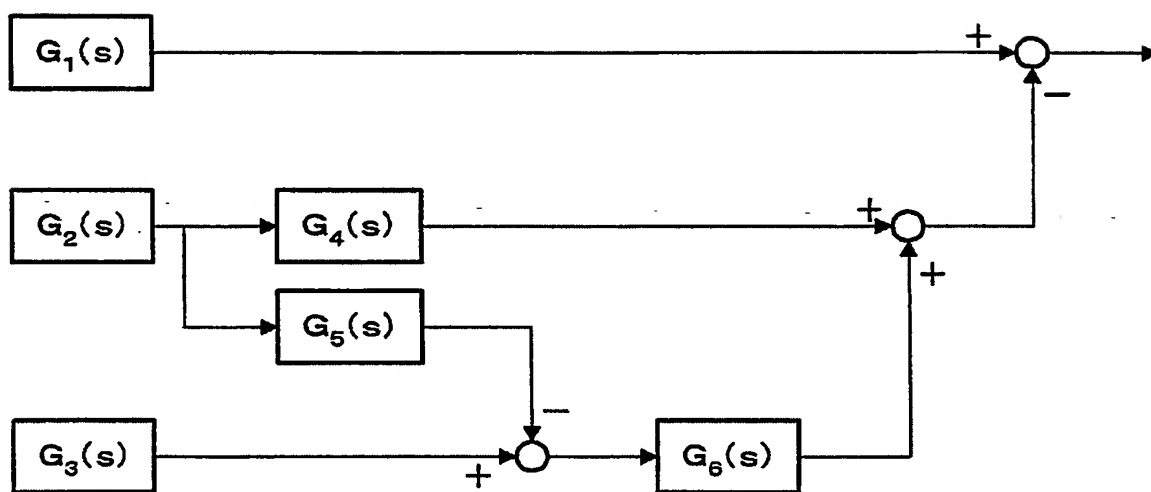 G₁(s)
+
−
G₂(s)
G₄(s)
+
+
G₅(s)
−
G₃(s)
+
G₆(s)